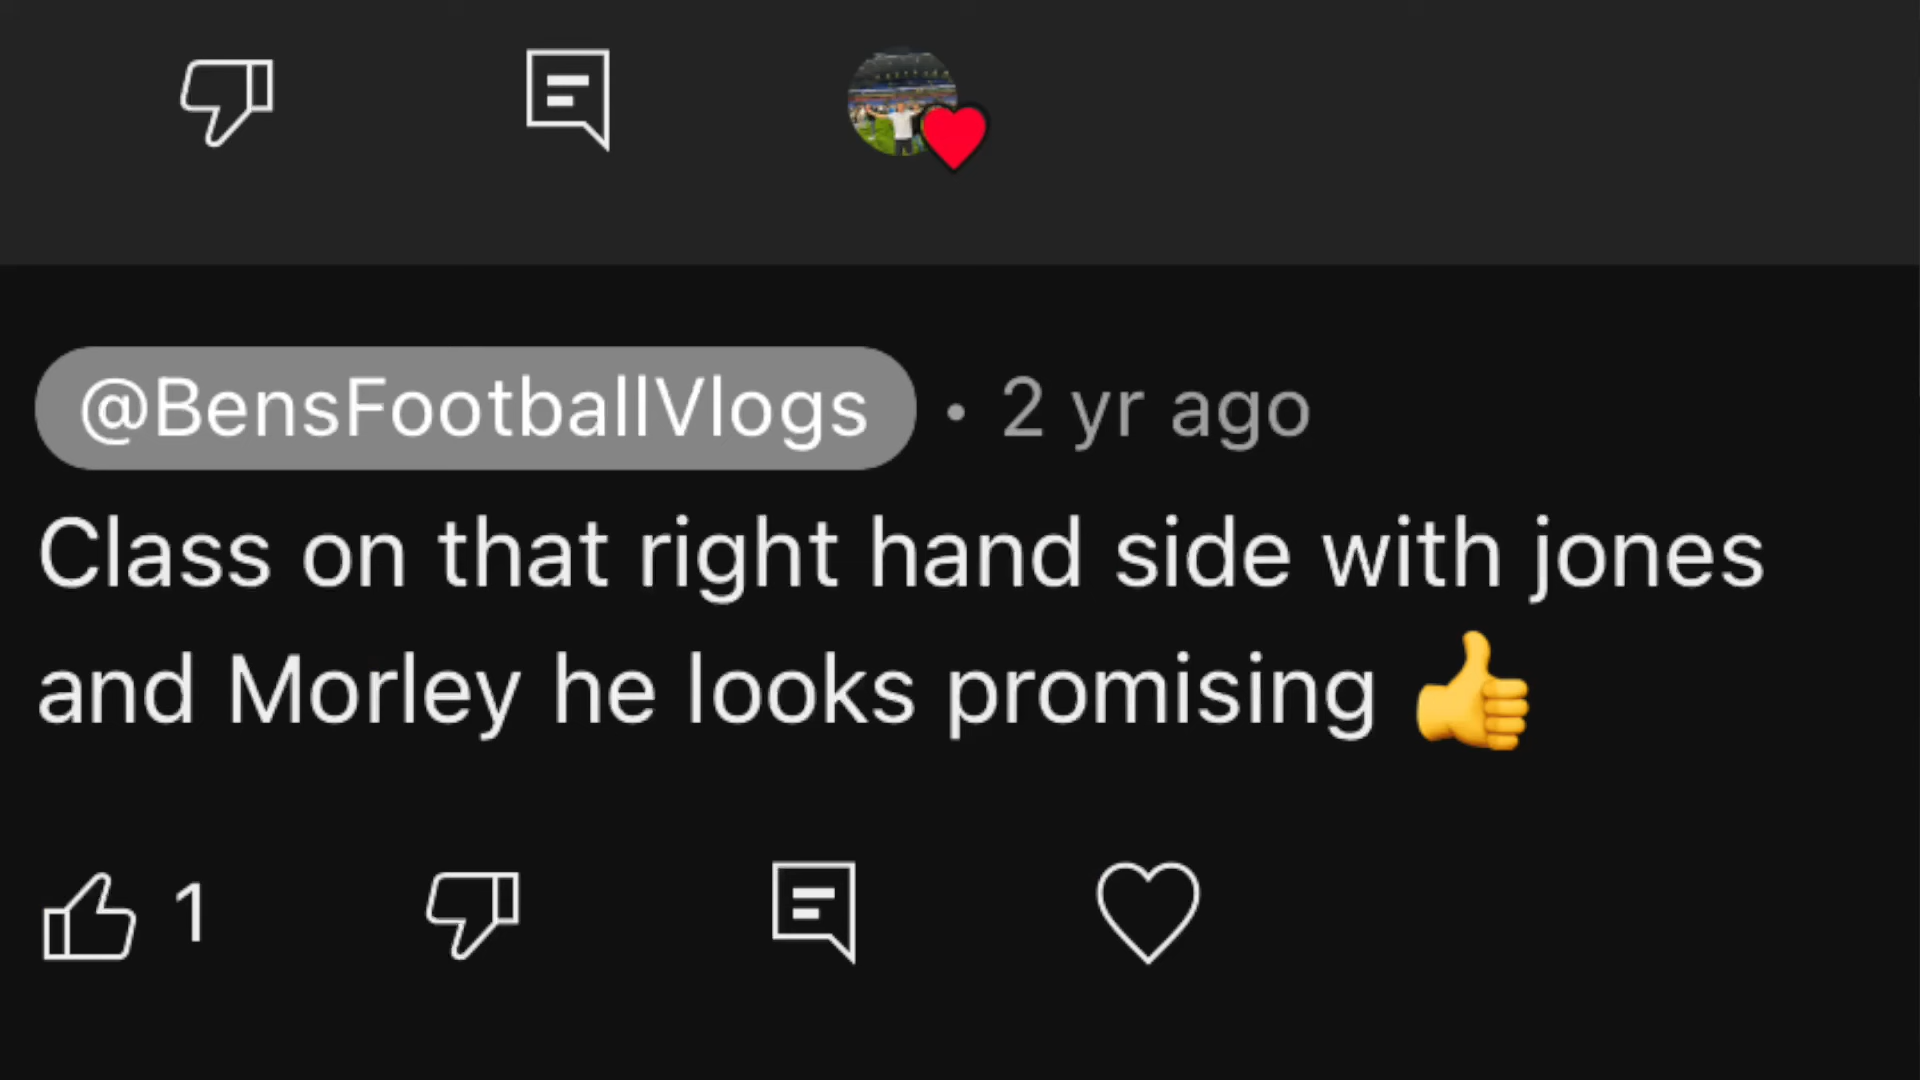 @BensFootballVlogs · 2 yr ago
Class on that right hand side with jones
and Morley he looks promising 👍
1